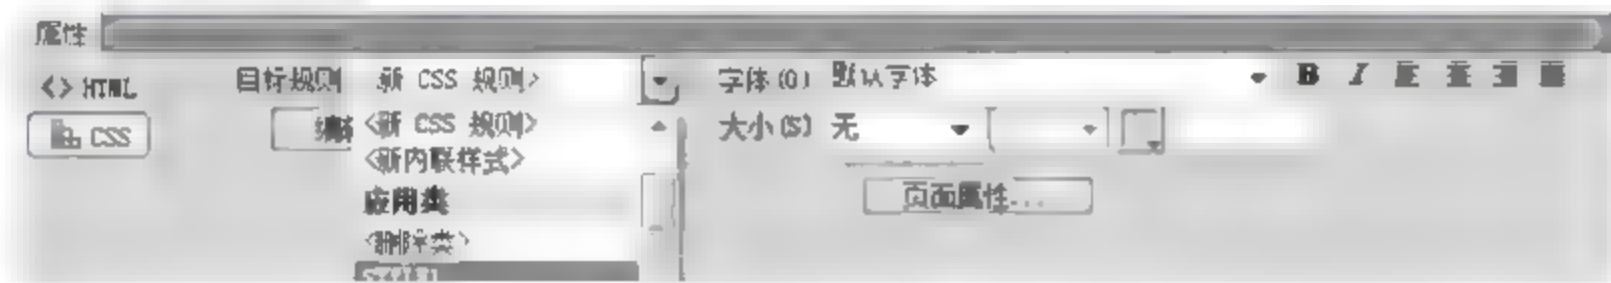 属性
<> HTML 目标规则 新 CSS 规则> 字体(O) 默认字体 B I
CSS 编 <新 CSS 规则> 大小(S) 无
<新内联样式>
应用类 页面属性...
<删除类>